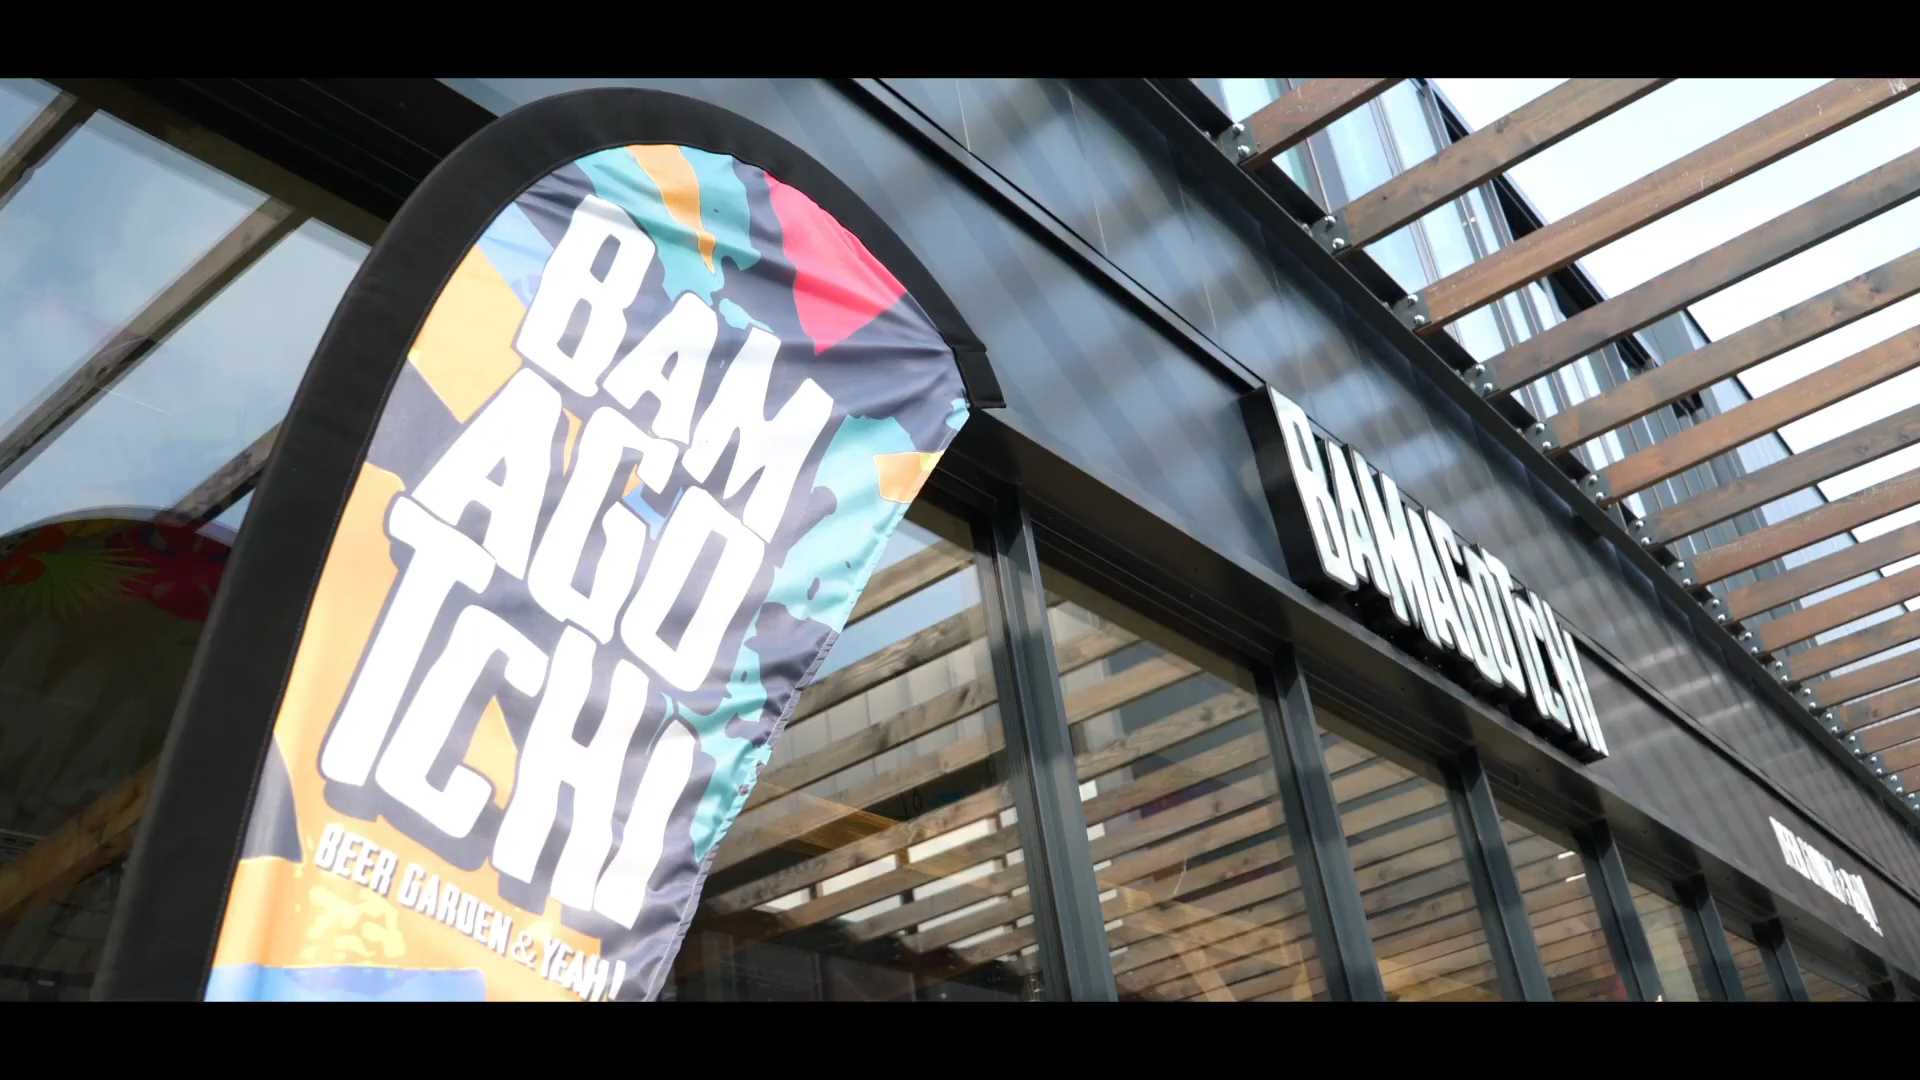 BAM
AGO
TCHI
BEER GARDEN & YEAH!
BAMAGOTCHI